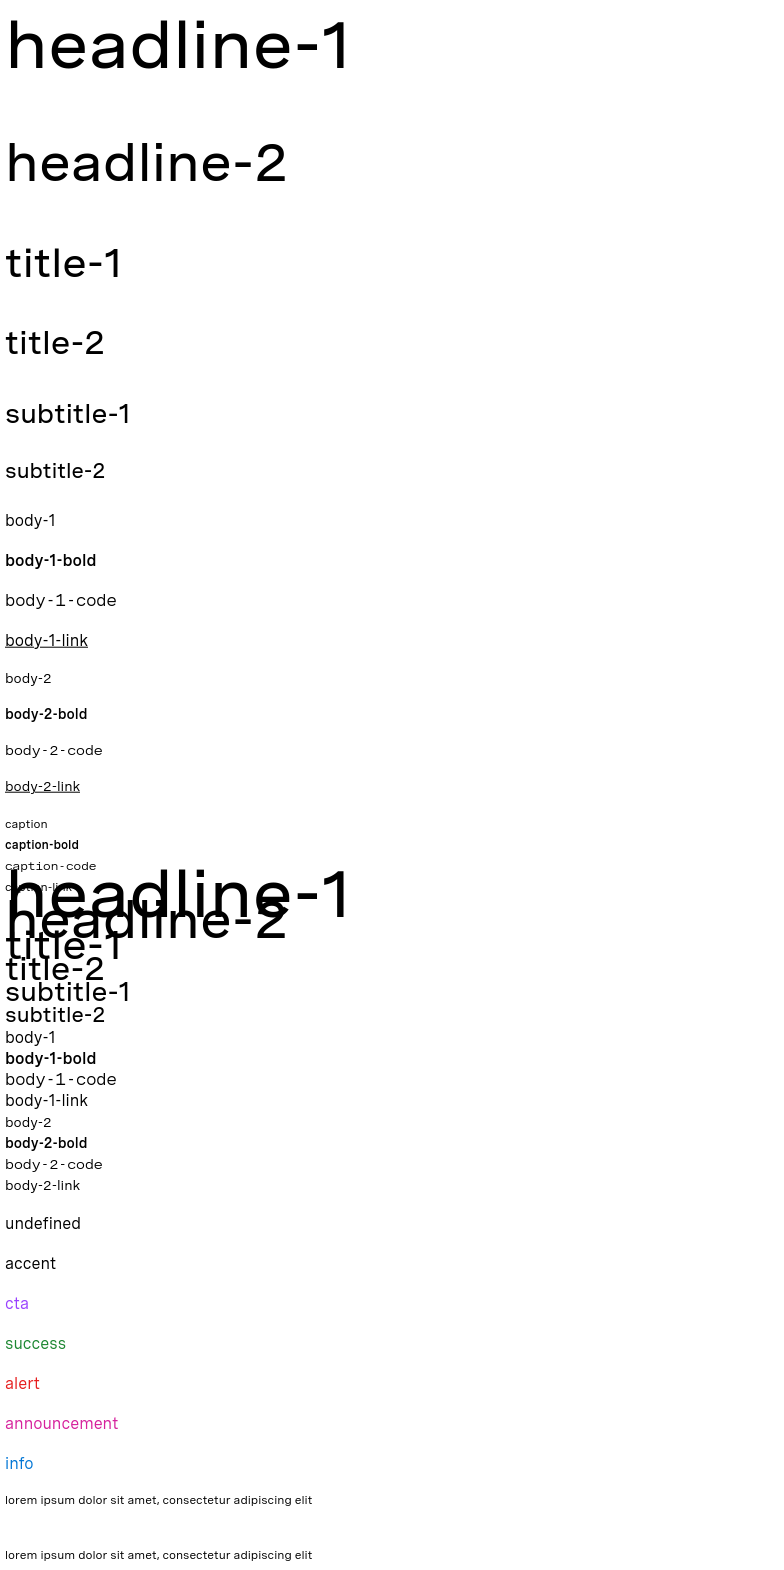 headline-1
headline-2
title-1
title-2
subtitle-1
subtitle-2
body-1
body-1-bold
body-1-code
body-1-link
body-2
body-2-bold
body-2-code
body-2-link
caption
caption-bold
caption-code
caption-link
headline-1
headline-2
title-1
title-2
subtitle-1
subtitle-2
body-1
body-1-bold
body-1-code
body-1-link
body-2
body-2-bold
body-2-code
body-2-link
undefined
accent
cta
success
alert
announcement
info
lorem ipsum dolor sit amet, consectetur adipiscing elit
lorem ipsum dolor sit amet, consectetur adipiscing elit